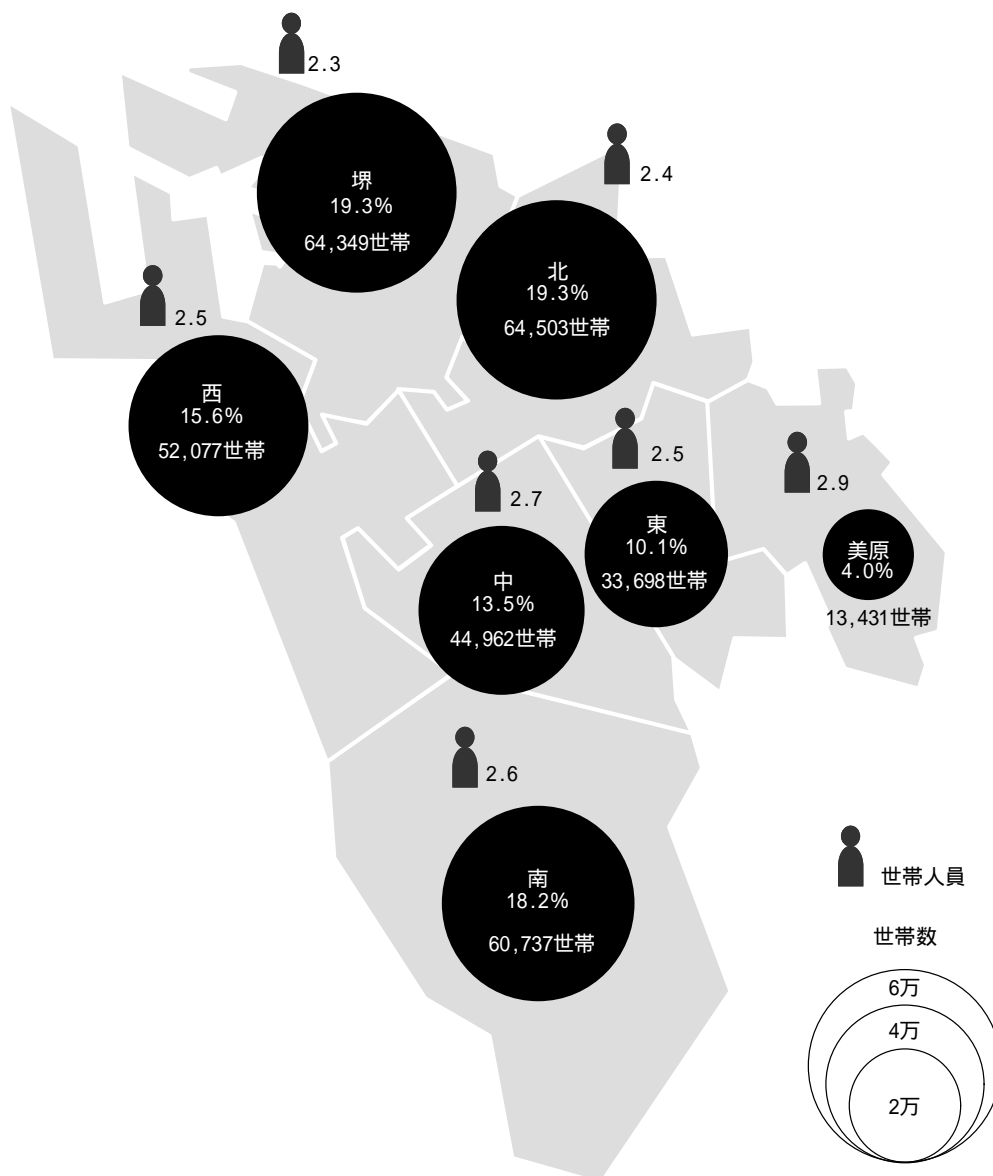 2.3
堺
19.3%
64,349世帯
2.4
北
19.3%
64,503世帯
2.5
西
15.6%
52,077世帯
2.7
中
13.5%
44,962世帯
2.5
東
10.1%
33,698世帯
2.9
美原
4.0%
13,431世帯
2.6
南
18.2%
60,737世帯
世帯人員
世帯数
6万
4万
2万